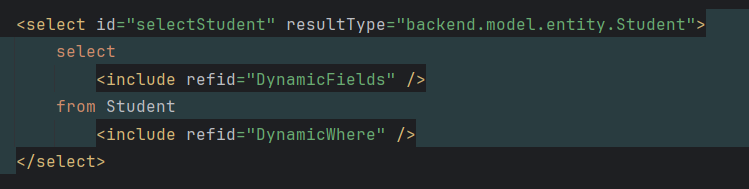 <select id="selectStudent" resultType="backend.model.entity.Student">
select
<include refid="DynamicFields" />
from Student
<include refid="DynamicWhere" />
</select>